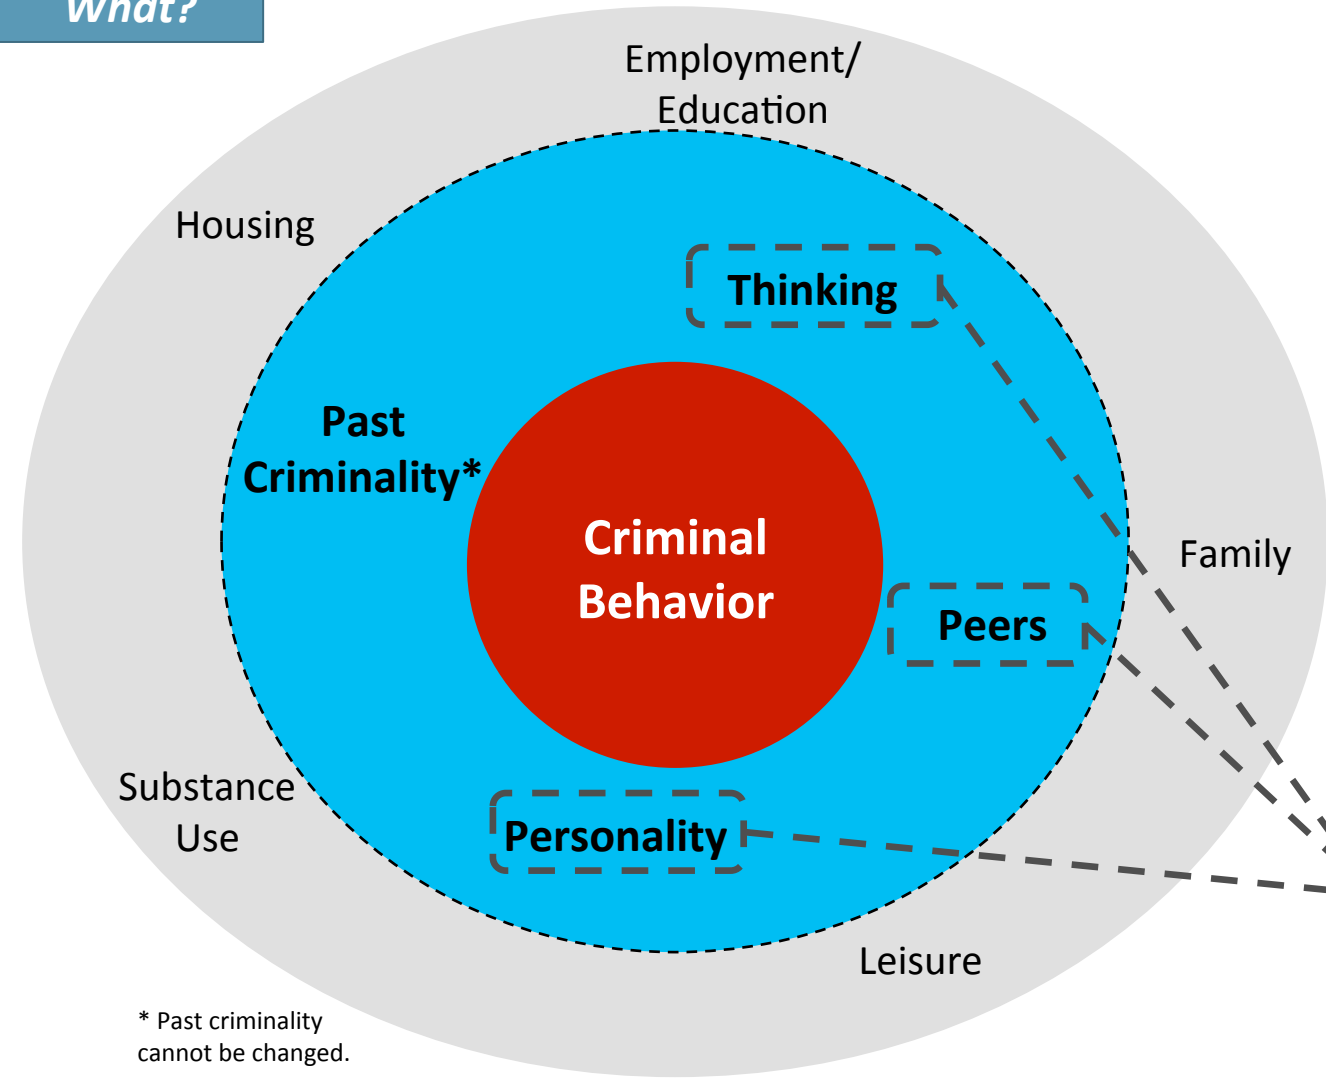 What?
Employment/
Education
Housing
Thinking
Past
Criminality*
Criminal
Behavior
Family
Peers
Substance
Use
Personality
Leisure
* Past criminality
cannot be changed.